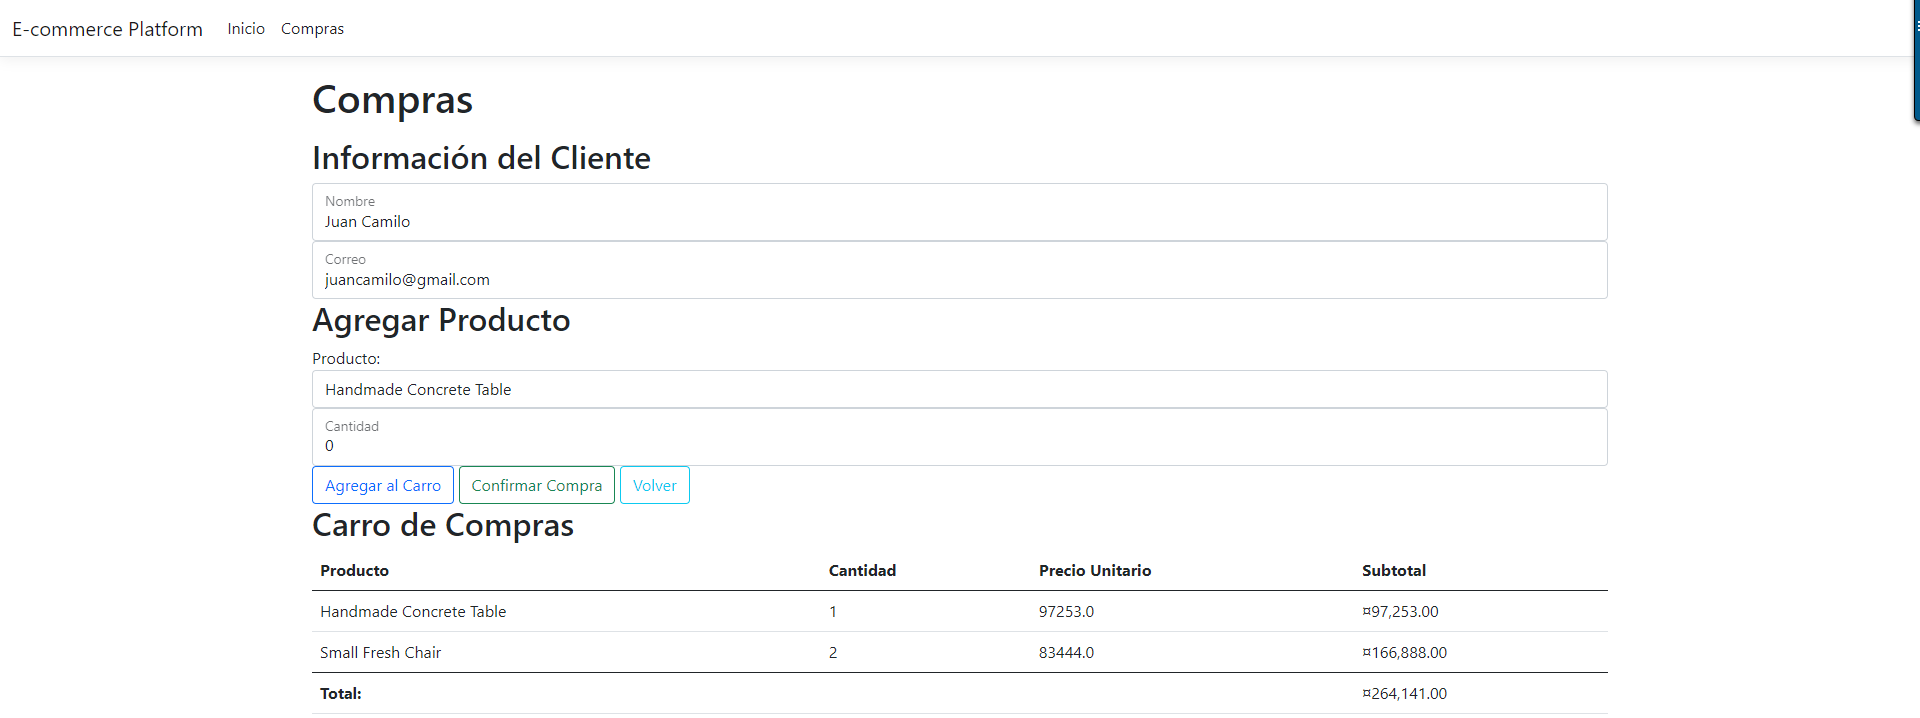 E-commerce Platform Inicio Compras
Compras
Información del Cliente
Nombre
Juan Camilo
Correo
juancamilo@gmail.com
Agregar Producto
Producto:
Handmade Concrete Table
Cantidad
0
Agregar al Carro Confirmar Compra Volver
Carro de Compras
Producto Cantidad Precio Unitario Subtotal
Handmade Concrete Table 1 97253.0 ¤97,253.00
Small Fresh Chair 2 83444.0 ¤166,888.00
Total: ¤264,141.00